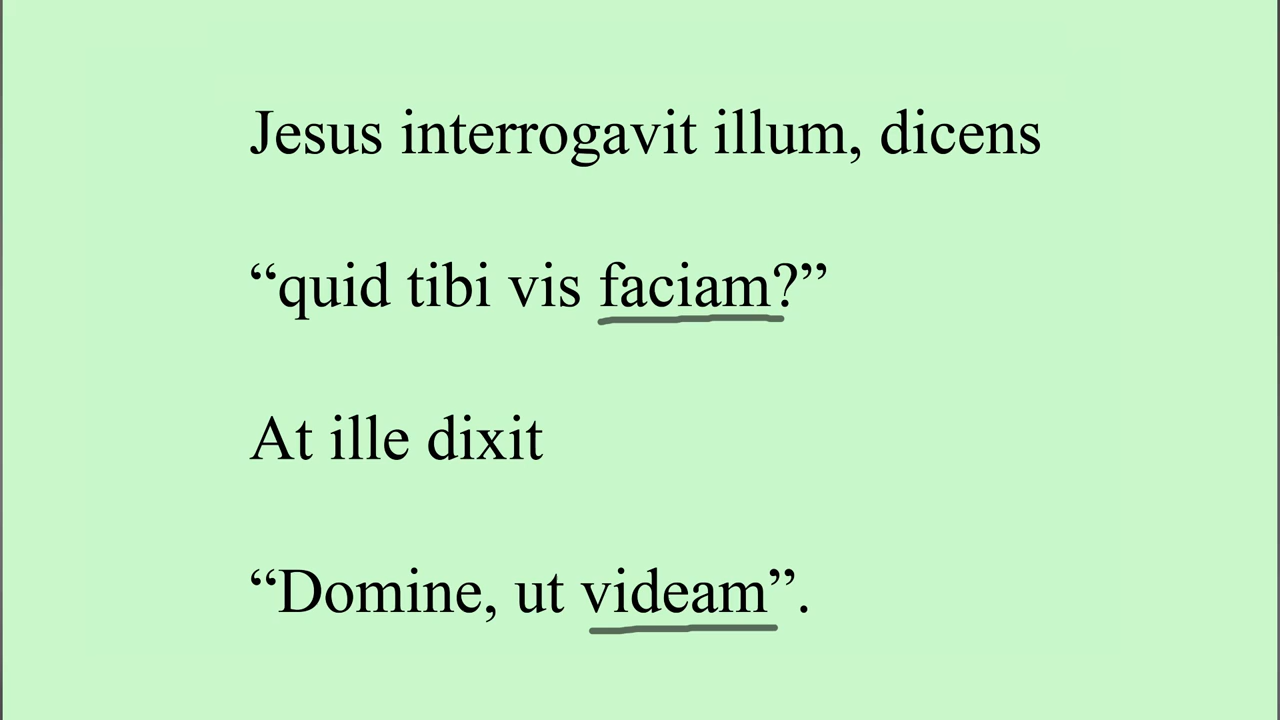 Jesus interrogavit illum, dicens
“quid tibi vis faciam?”
At ille dixit
“Domine, ut videam”.